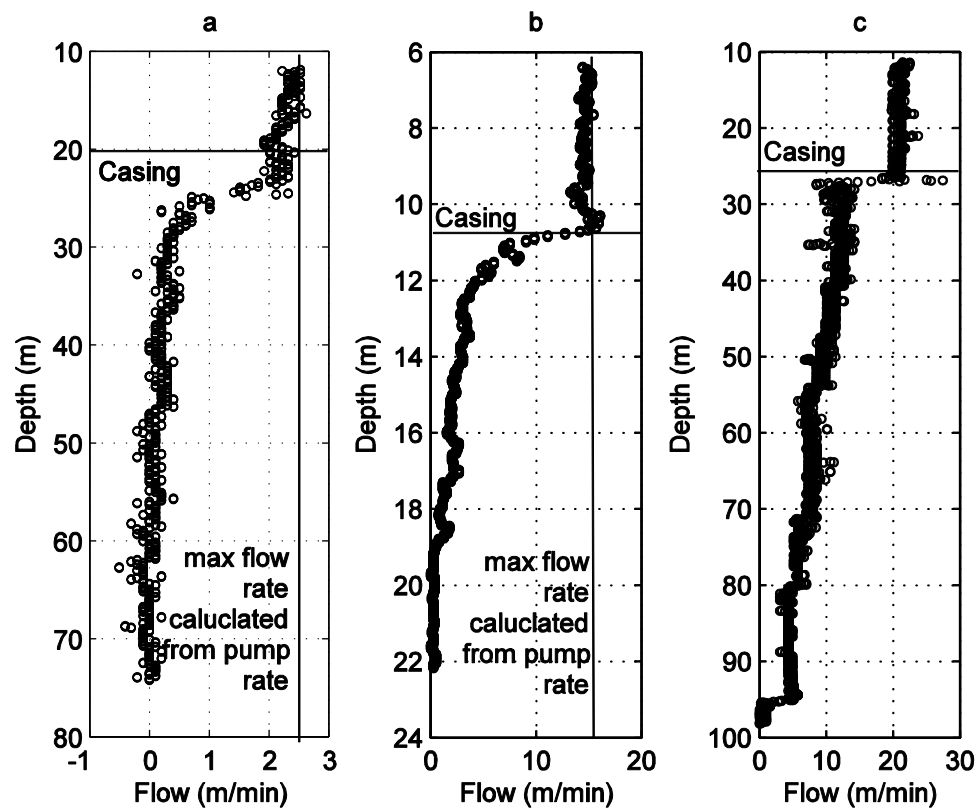 a
10
20
30
40
50
60
70
80
Depth (m)
Casing
max flow
rate
caluclated
from pump
rate
-1 0 1 2 3
Flow (m/min)
b
6
8
10
12
14
16
18
20
22
24
Depth (m)
Casing
max flow
rate
caluclated
from pump
rate
0 10 20
Flow (m/min)
c
10
20
30
40
50
60
70
80
90
100
Depth (m)
Casing
0 10 20 30
Flow (m/min)